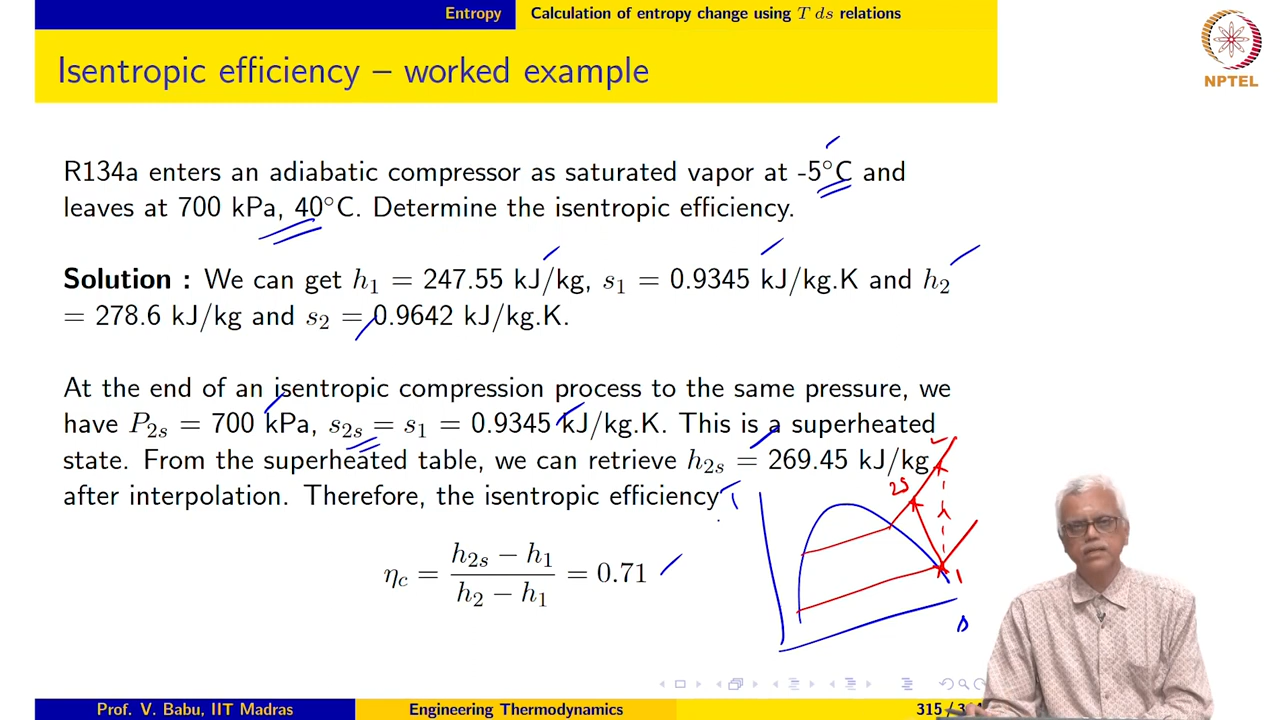 Entropy Calculation of entropy change using T ds relations
Isentropic efficiency – worked example
NPTEL
R134a enters an adiabatic compressor as saturated vapor at -5°C and
leaves at 700 kPa, 40°C. Determine the isentropic efficiency.
Solution : We can get h₁ = 247.55 kJ/kg, s₁ = 0.9345 kJ/kg.K and h₂
= 278.6 kJ/kg and s₂ = 0.9642 kJ/kg.K.
At the end of an isentropic compression process to the same pressure, we
have P₂ₛ = 700 kPa, s₂ₛ = s₁ = 0.9345 kJ/kg.K. This is a superheated
state. From the superheated table, we can retrieve h₂ₛ = 269.45 kJ/kg
after interpolation. Therefore, the isentropic efficiency
T
2s
1
s
η_c = (h₂ₛ − h₁) / (h₂ − h₁) = 0.71
Prof. V. Babu, IIT Madras Engineering Thermodynamics 315 /